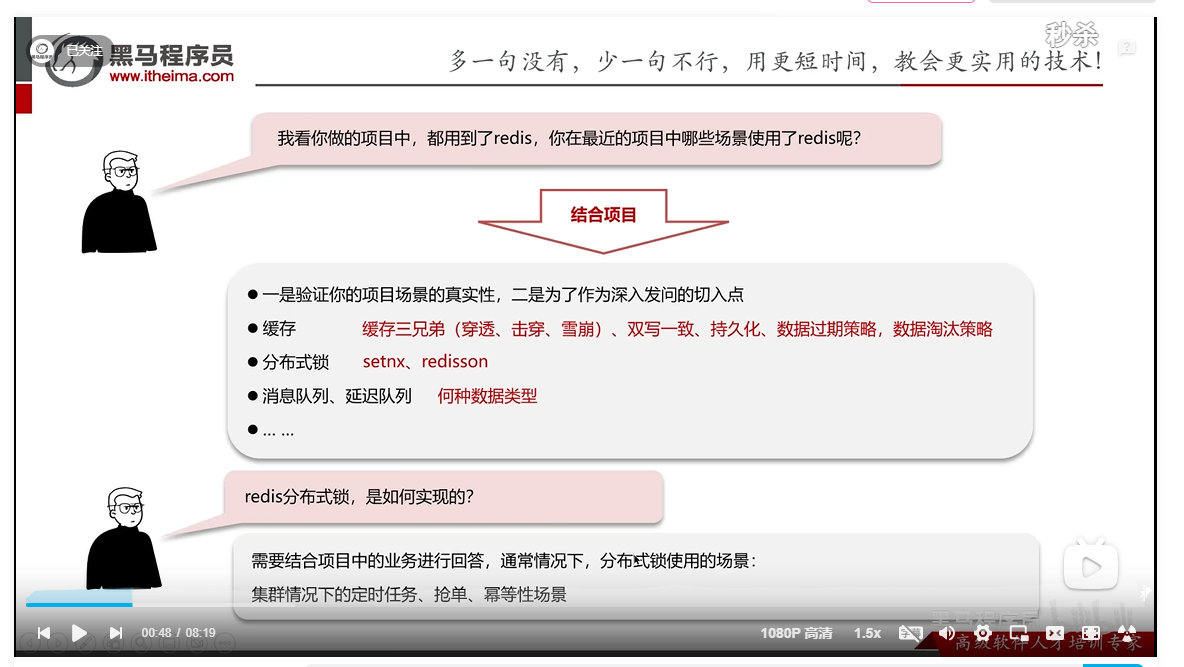 已关注
黑马程序员
www.itheima.com
秒杀
多一句没有，少一句不行，用更短时间，教会更实用的技术！
我看你做的项目中，都用到了redis，你在最近的项目中哪些场景使用了redis呢？
结合项目
● 一是验证你的项目场景的真实性，二是为了作为深入发问的切入点
● 缓存 缓存三兄弟（穿透、击穿、雪崩）、双写一致、持久化、数据过期策略，数据淘汰策略
● 分布式锁 setnx、redisson
● 消息队列、延迟队列 何种数据类型
● ... ...
redis分布式锁，是如何实现的？
需要结合项目中的业务进行回答，通常情况下，分布式锁使用的场景：
集群情况下的定时任务、抢单、幂等性场景
黑马程序员
00:48 / 08:19
1080P 高清
1.5x
高级软件人才培训专家